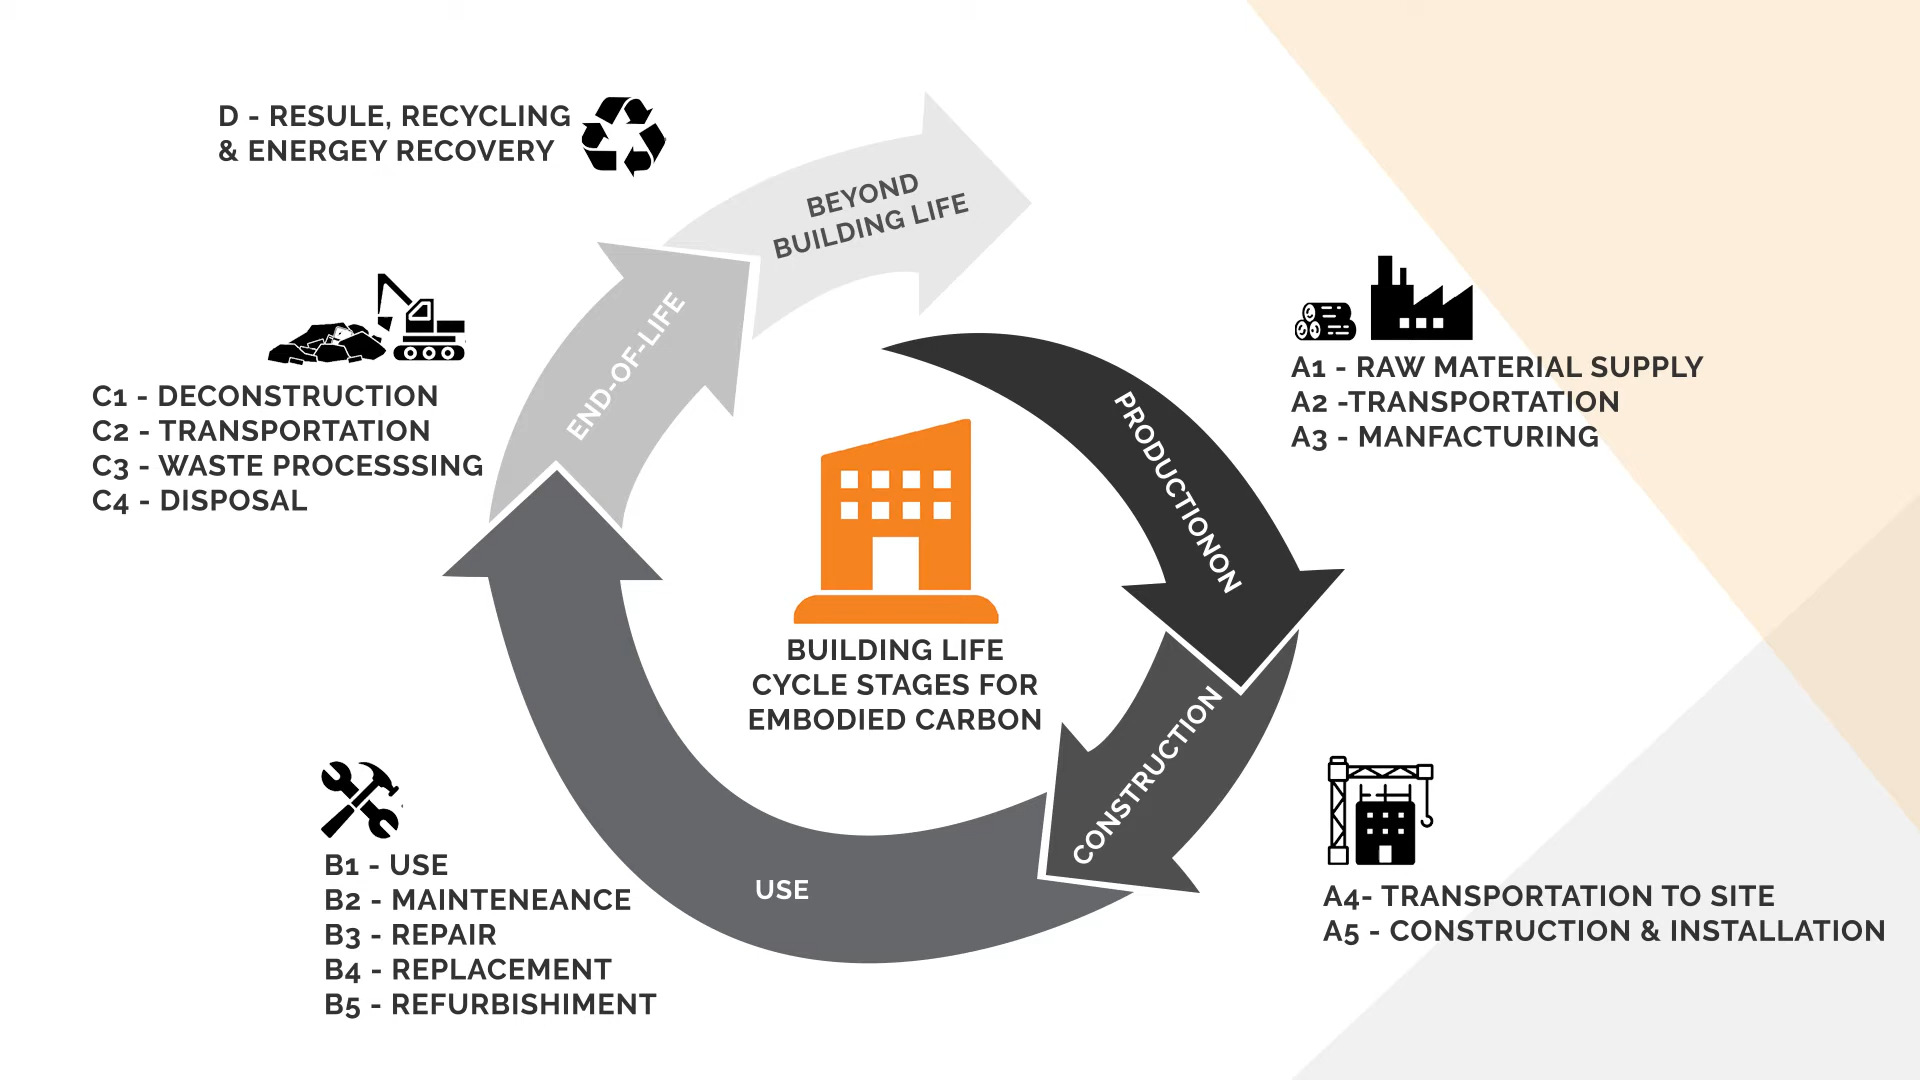 D - RESULE, RECYCLING
& ENERGEY RECOVERY
BEYOND
BUILDING LIFE
END-OF-LIFE
C1 - DECONSTRUCTION
C2 - TRANSPORTATION
C3 - WASTE PROCESSSING
C4 - DISPOSAL
PRODUCTIONON
A1 - RAW MATERIAL SUPPLY
A2 -TRANSPORTATION
A3 - MANFACTURING
BUILDING LIFE
CYCLE STAGES FOR
EMBODIED CARBON
CONSTRUCTION
A4- TRANSPORTATION TO SITE
A5 - CONSTRUCTION & INSTALLATION
USE
B1 - USE
B2 - MAINTENEANCE
B3 - REPAIR
B4 - REPLACEMENT
B5 - REFURBISHIMENT